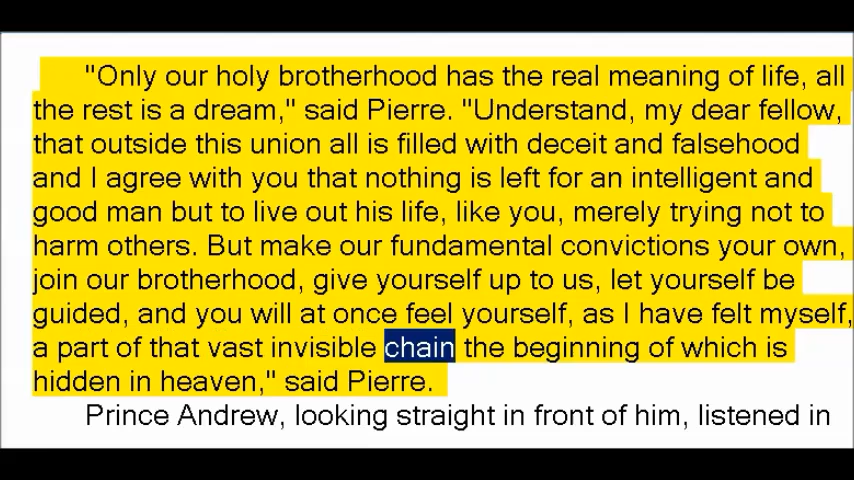 "Only our holy brotherhood has the real meaning of life, all
the rest is a dream," said Pierre. "Understand, my dear fellow,
that outside this union all is filled with deceit and falsehood
and I agree with you that nothing is left for an intelligent and
good man but to live out his life, like you, merely trying not to
harm others. But make our fundamental convictions your own,
join our brotherhood, give yourself up to us, let yourself be
guided, and you will at once feel yourself, as I have felt myself,
a part of that vast invisible chain the beginning of which is
hidden in heaven," said Pierre.
Prince Andrew, looking straight in front of him, listened in